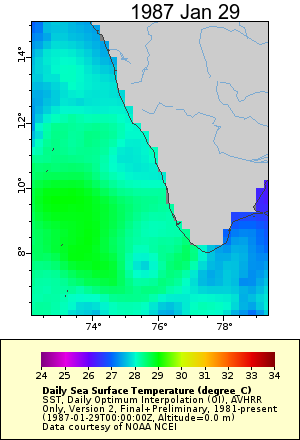 1987 Jan 29
14°
12°
10°
8°
74° 76° 78°
24 25 26 27 28 29 30 31 32 33 34
Daily Sea Surface Temperature (degree_C)
SST, Daily Optimum Interpolation (OI), AVHRR
Only, Version 2, Final+Preliminary, 1981-present
(1987-01-29T00:00:00Z, Altitude=0.0 m)
Data courtesy of NOAA NCEI